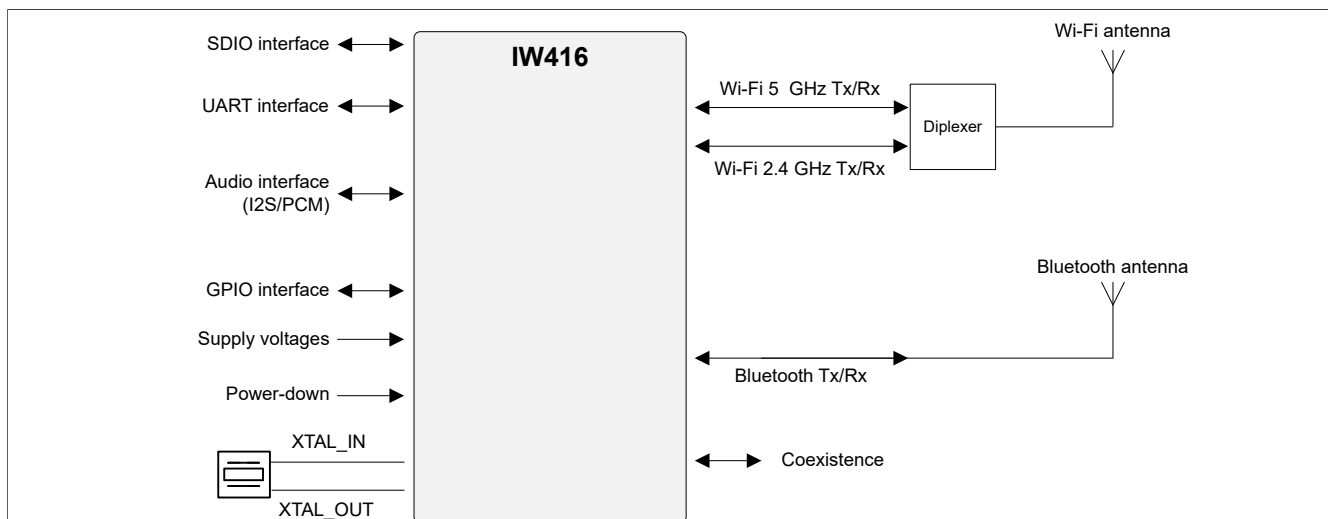 IW416
SDIO interface
UART interface
Audio interface
(I2S/PCM)
GPIO interface
Supply voltages
Power-down
XTAL_IN
XTAL_OUT
Wi-Fi antenna
Wi-Fi 5 GHz Tx/Rx
Diplexer
Wi-Fi 2.4 GHz Tx/Rx
Bluetooth antenna
Bluetooth Tx/Rx
Coexistence